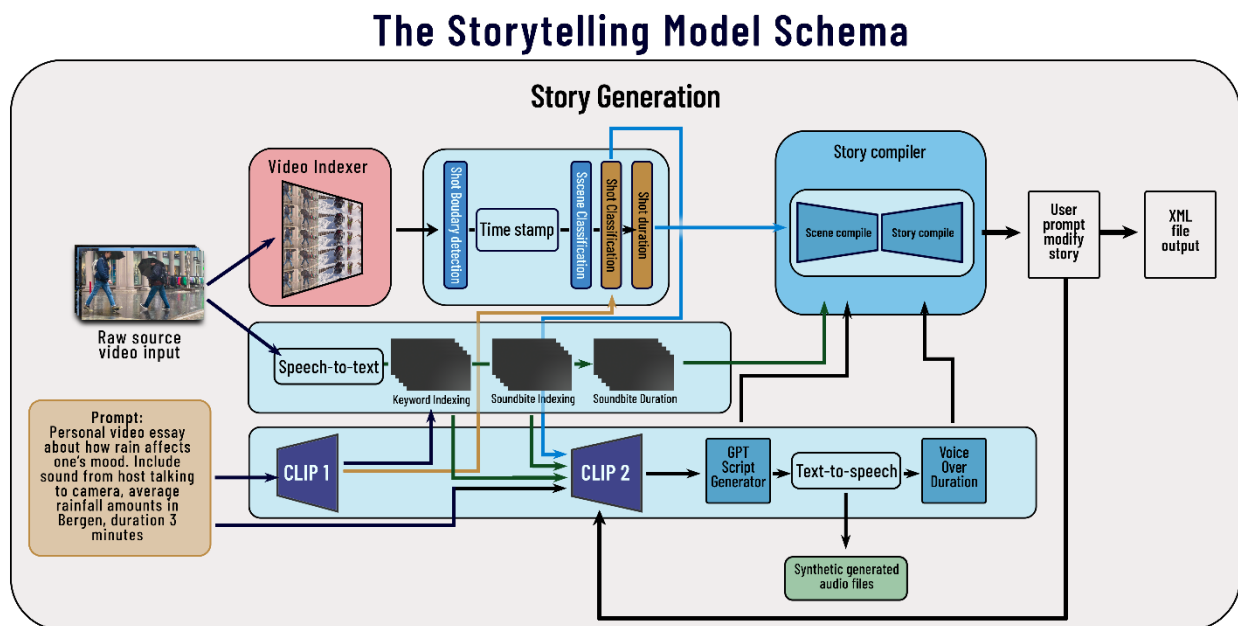 The Storytelling Model Schema
Story Generation
Video Indexer
Shot Boudary detection
Time stamp
Sscene Classification
Shot Classification
Shot duration
Story compiler
Scene compile
Story compile
User
prompt
modify
story
XML
file
output
Raw source
video input
Speech-to-text
Keyword Indexing
Soundbite Indexing
Soundbite Duration
Prompt:
Personal video essay
about how rain affects
one's mood. Include
sound from host talking
to camera, average
rainfall amounts in
Bergen, duration 3
minutes
CLIP 1
CLIP 2
GPT
Script
Generator
Text-to-speech
Voice
Over
Duration
Synthetic generated
audio files